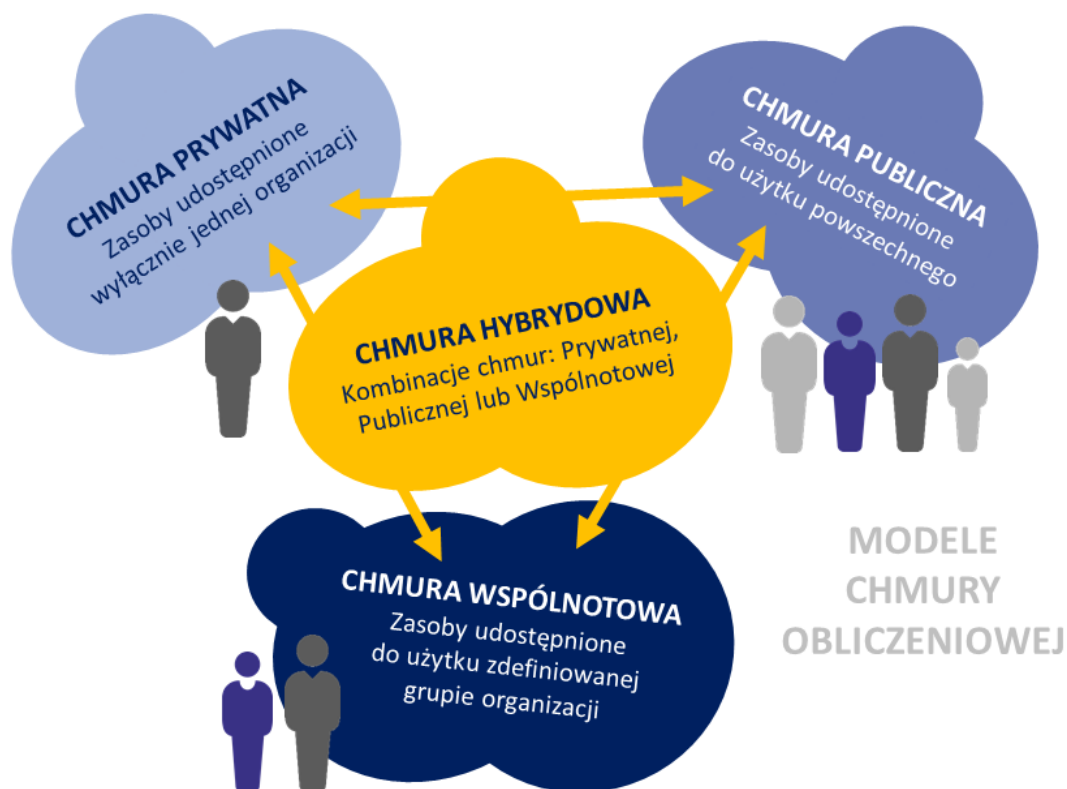 CHMURA PRYWATNA
Zasoby udostępnione
wyłącznie jednej organizacji
CHMURA PUBLICZNA
Zasoby udostępnione
do użytku powszechnego
CHMURA HYBRYDOWA
Kombinacje chmur: Prywatnej,
Publicznej lub Wspólnotowej
CHMURA WSPÓLNOTOWA
Zasoby udostępnione
do użytku zdefiniowanej
grupie organizacji
MODELE
CHMURY
OBLICZENIOWEJ